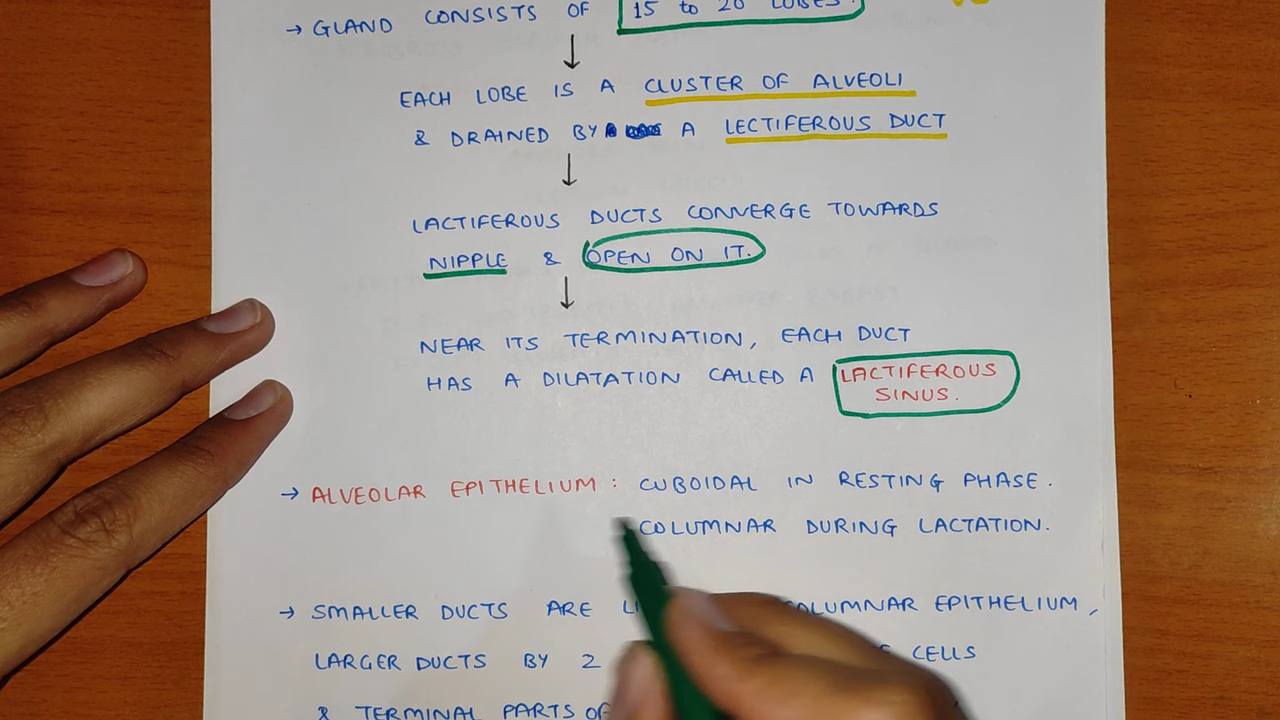 → GLAND CONSISTS OF 15 to 20 LOBES.
EACH LOBE IS A CLUSTER OF ALVEOLI
& DRAINED BY A LECTIFEROUS DUCT
LACTIFEROUS DUCTS CONVERGE TOWARDS
NIPPLE & OPEN ON IT.
NEAR ITS TERMINATION, EACH DUCT
HAS A DILATATION CALLED A LACTIFEROUS
SINUS.
→ ALVEOLAR EPITHELIUM : CUBOIDAL IN RESTING PHASE.
COLUMNAR DURING LACTATION.
→ SMALLER DUCTS ARE COLUMNAR EPITHELIUM,
LARGER DUCTS BY 2 CELLS
& TERMINAL PARTS OF